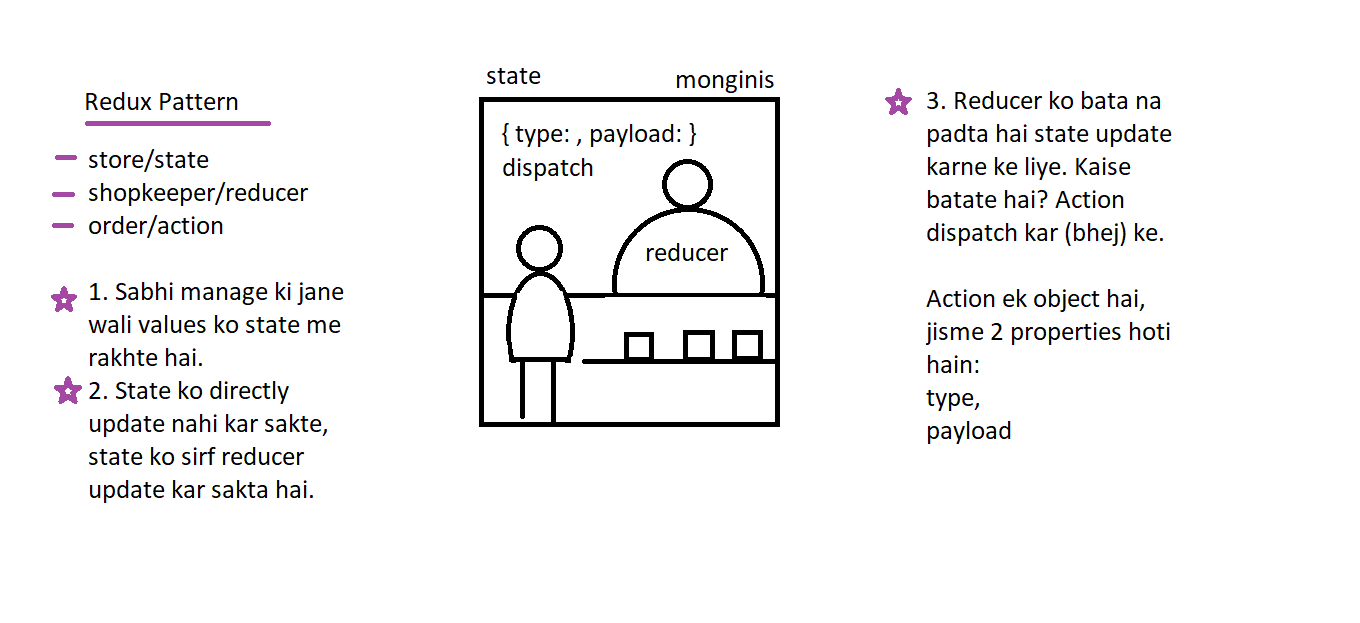 Redux Pattern
store/state
shopkeeper/reducer
order/action
1. Sabhi manage ki jane
wali values ko state me
rakhte hai.
2. State ko directly
update nahi kar sakte,
state ko sirf reducer
update kar sakta hai.
state
monginis
{ type: , payload: }
dispatch
reducer
3. Reducer ko bata na
padta hai state update
karne ke liye. Kaise
batate hai? Action
dispatch kar (bhej) ke.
Action ek object hai,
jisme 2 properties hoti
hain:
type,
payload